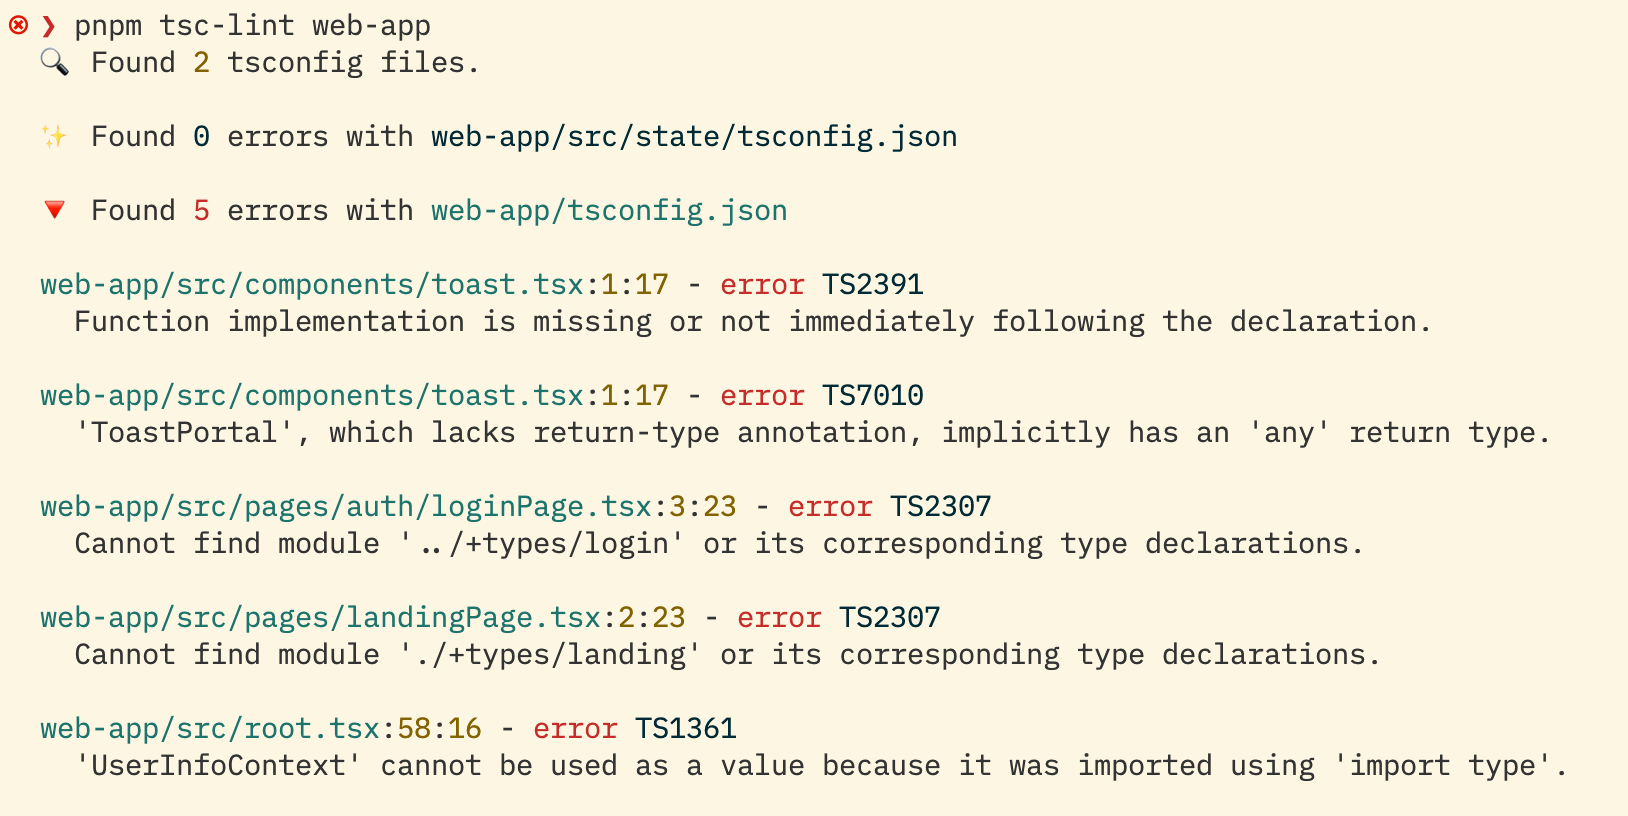 ❯ pnpm tsc-lint web-app
🔍 Found 2 tsconfig files.
✨ Found 0 errors with web-app/src/state/tsconfig.json
🔻 Found 5 errors with web-app/tsconfig.json
web-app/src/components/toast.tsx:1:17 - error TS2391
Function implementation is missing or not immediately following the declaration.
web-app/src/components/toast.tsx:1:17 - error TS7010
'ToastPortal', which lacks return-type annotation, implicitly has an 'any' return type.
web-app/src/pages/auth/loginPage.tsx:3:23 - error TS2307
Cannot find module '../+types/login' or its corresponding type declarations.
web-app/src/pages/landingPage.tsx:2:23 - error TS2307
Cannot find module './+types/landing' or its corresponding type declarations.
web-app/src/root.tsx:58:16 - error TS1361
'UserInfoContext' cannot be used as a value because it was imported using 'import type'.